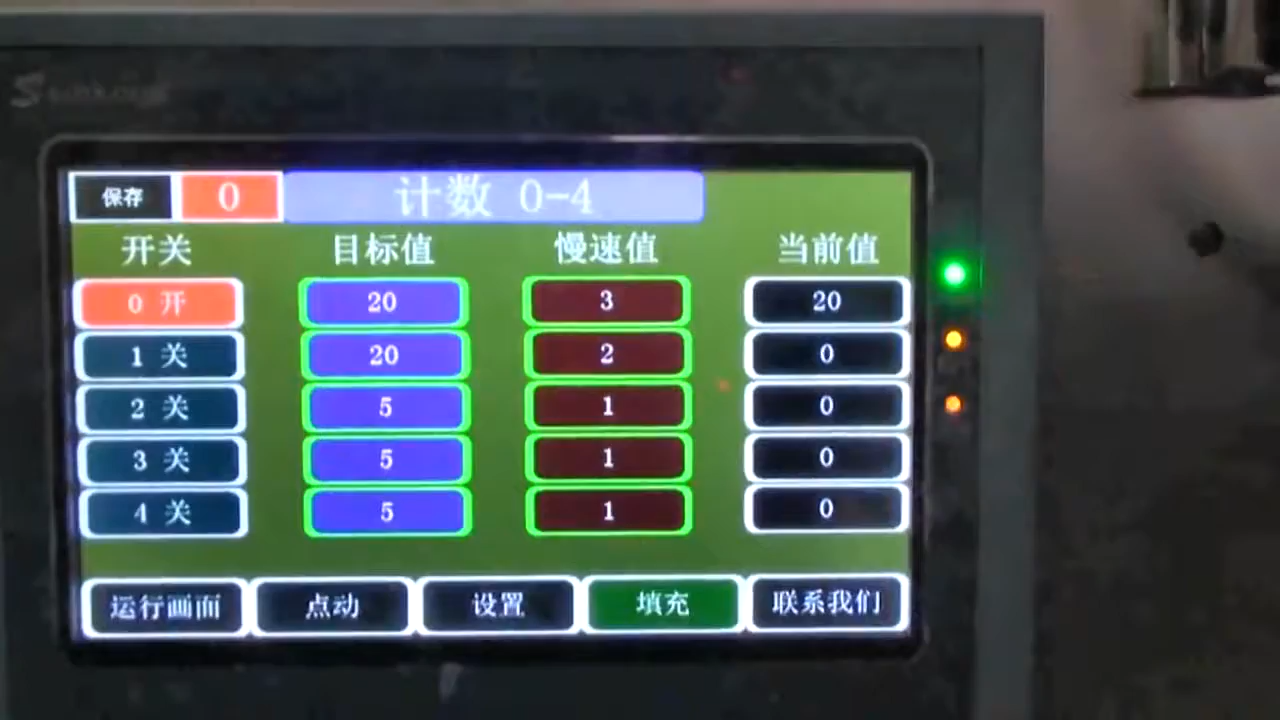 保存 0 计数 0-4
开关 目标值 慢速值 当前值
0 开 20 3 20
1 关 20 2 0
2 关 5 1 0
3 关 5 1 0
4 关 5 1 0
运行画面 点动 设置 填充 联系我们